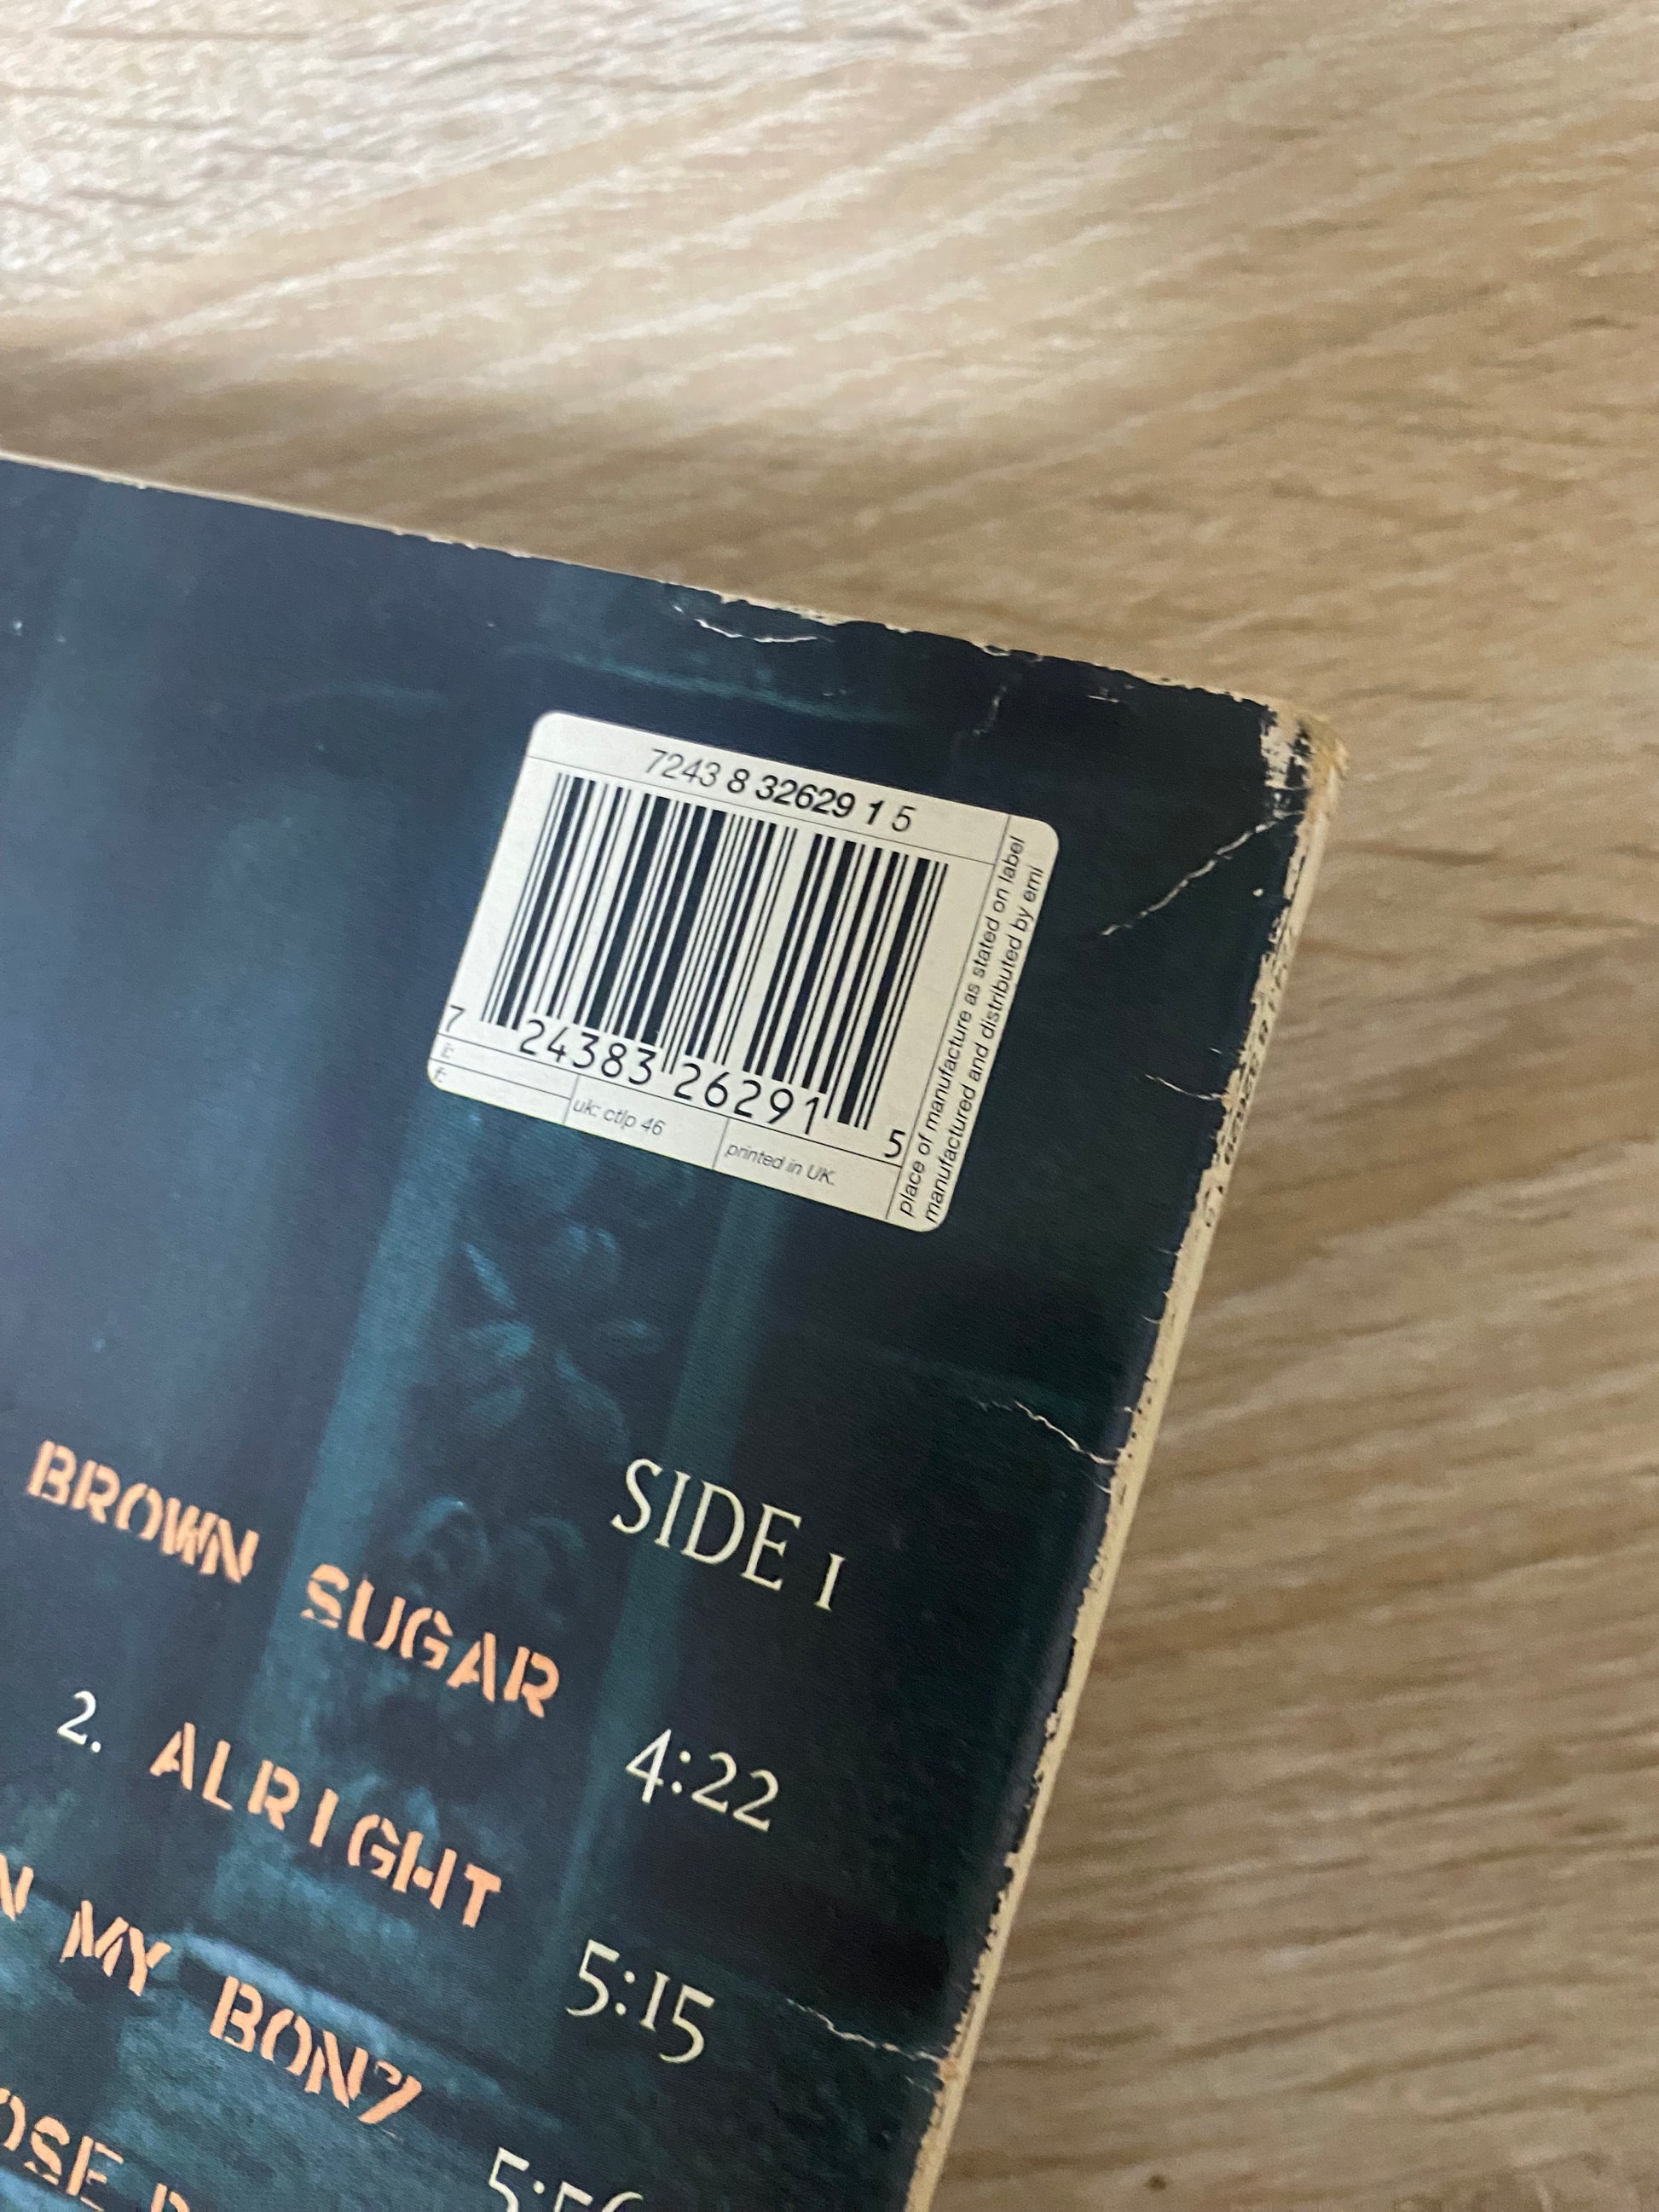 7243 8 32629 1 5
7 24383 26291 5
i:
f:
uk: ctlp 46
printed in UK.
place of manufacture as stated on label
manufactured and distributed by emi
SIDE 1
BROWN SUGAR 4:22
2. ALRIGHT 5:15
MY BONZ